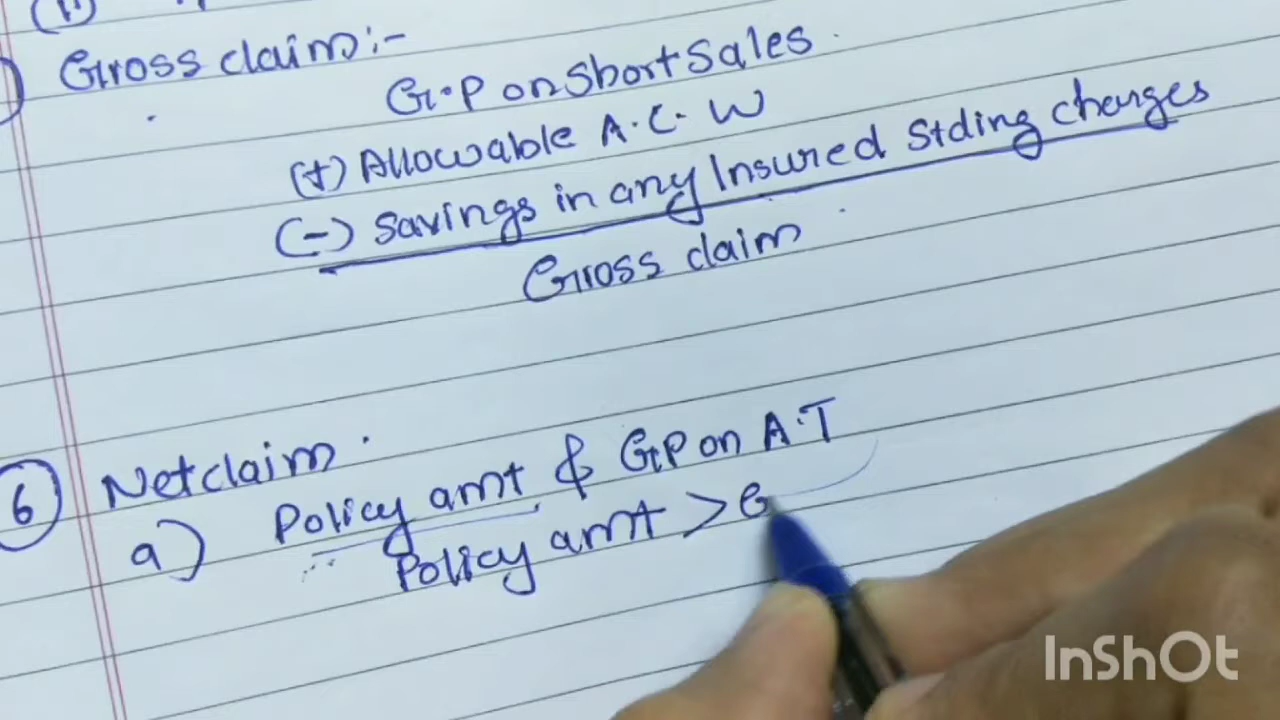 Gross claim:-
G.P on Short Sales
(+) Allowable A.C.W
(-) Savings in any Insured Stding charges
Gross claim
6 Net claim
a) Policy amt & GP on A.T
Policy amt > G
InShOt